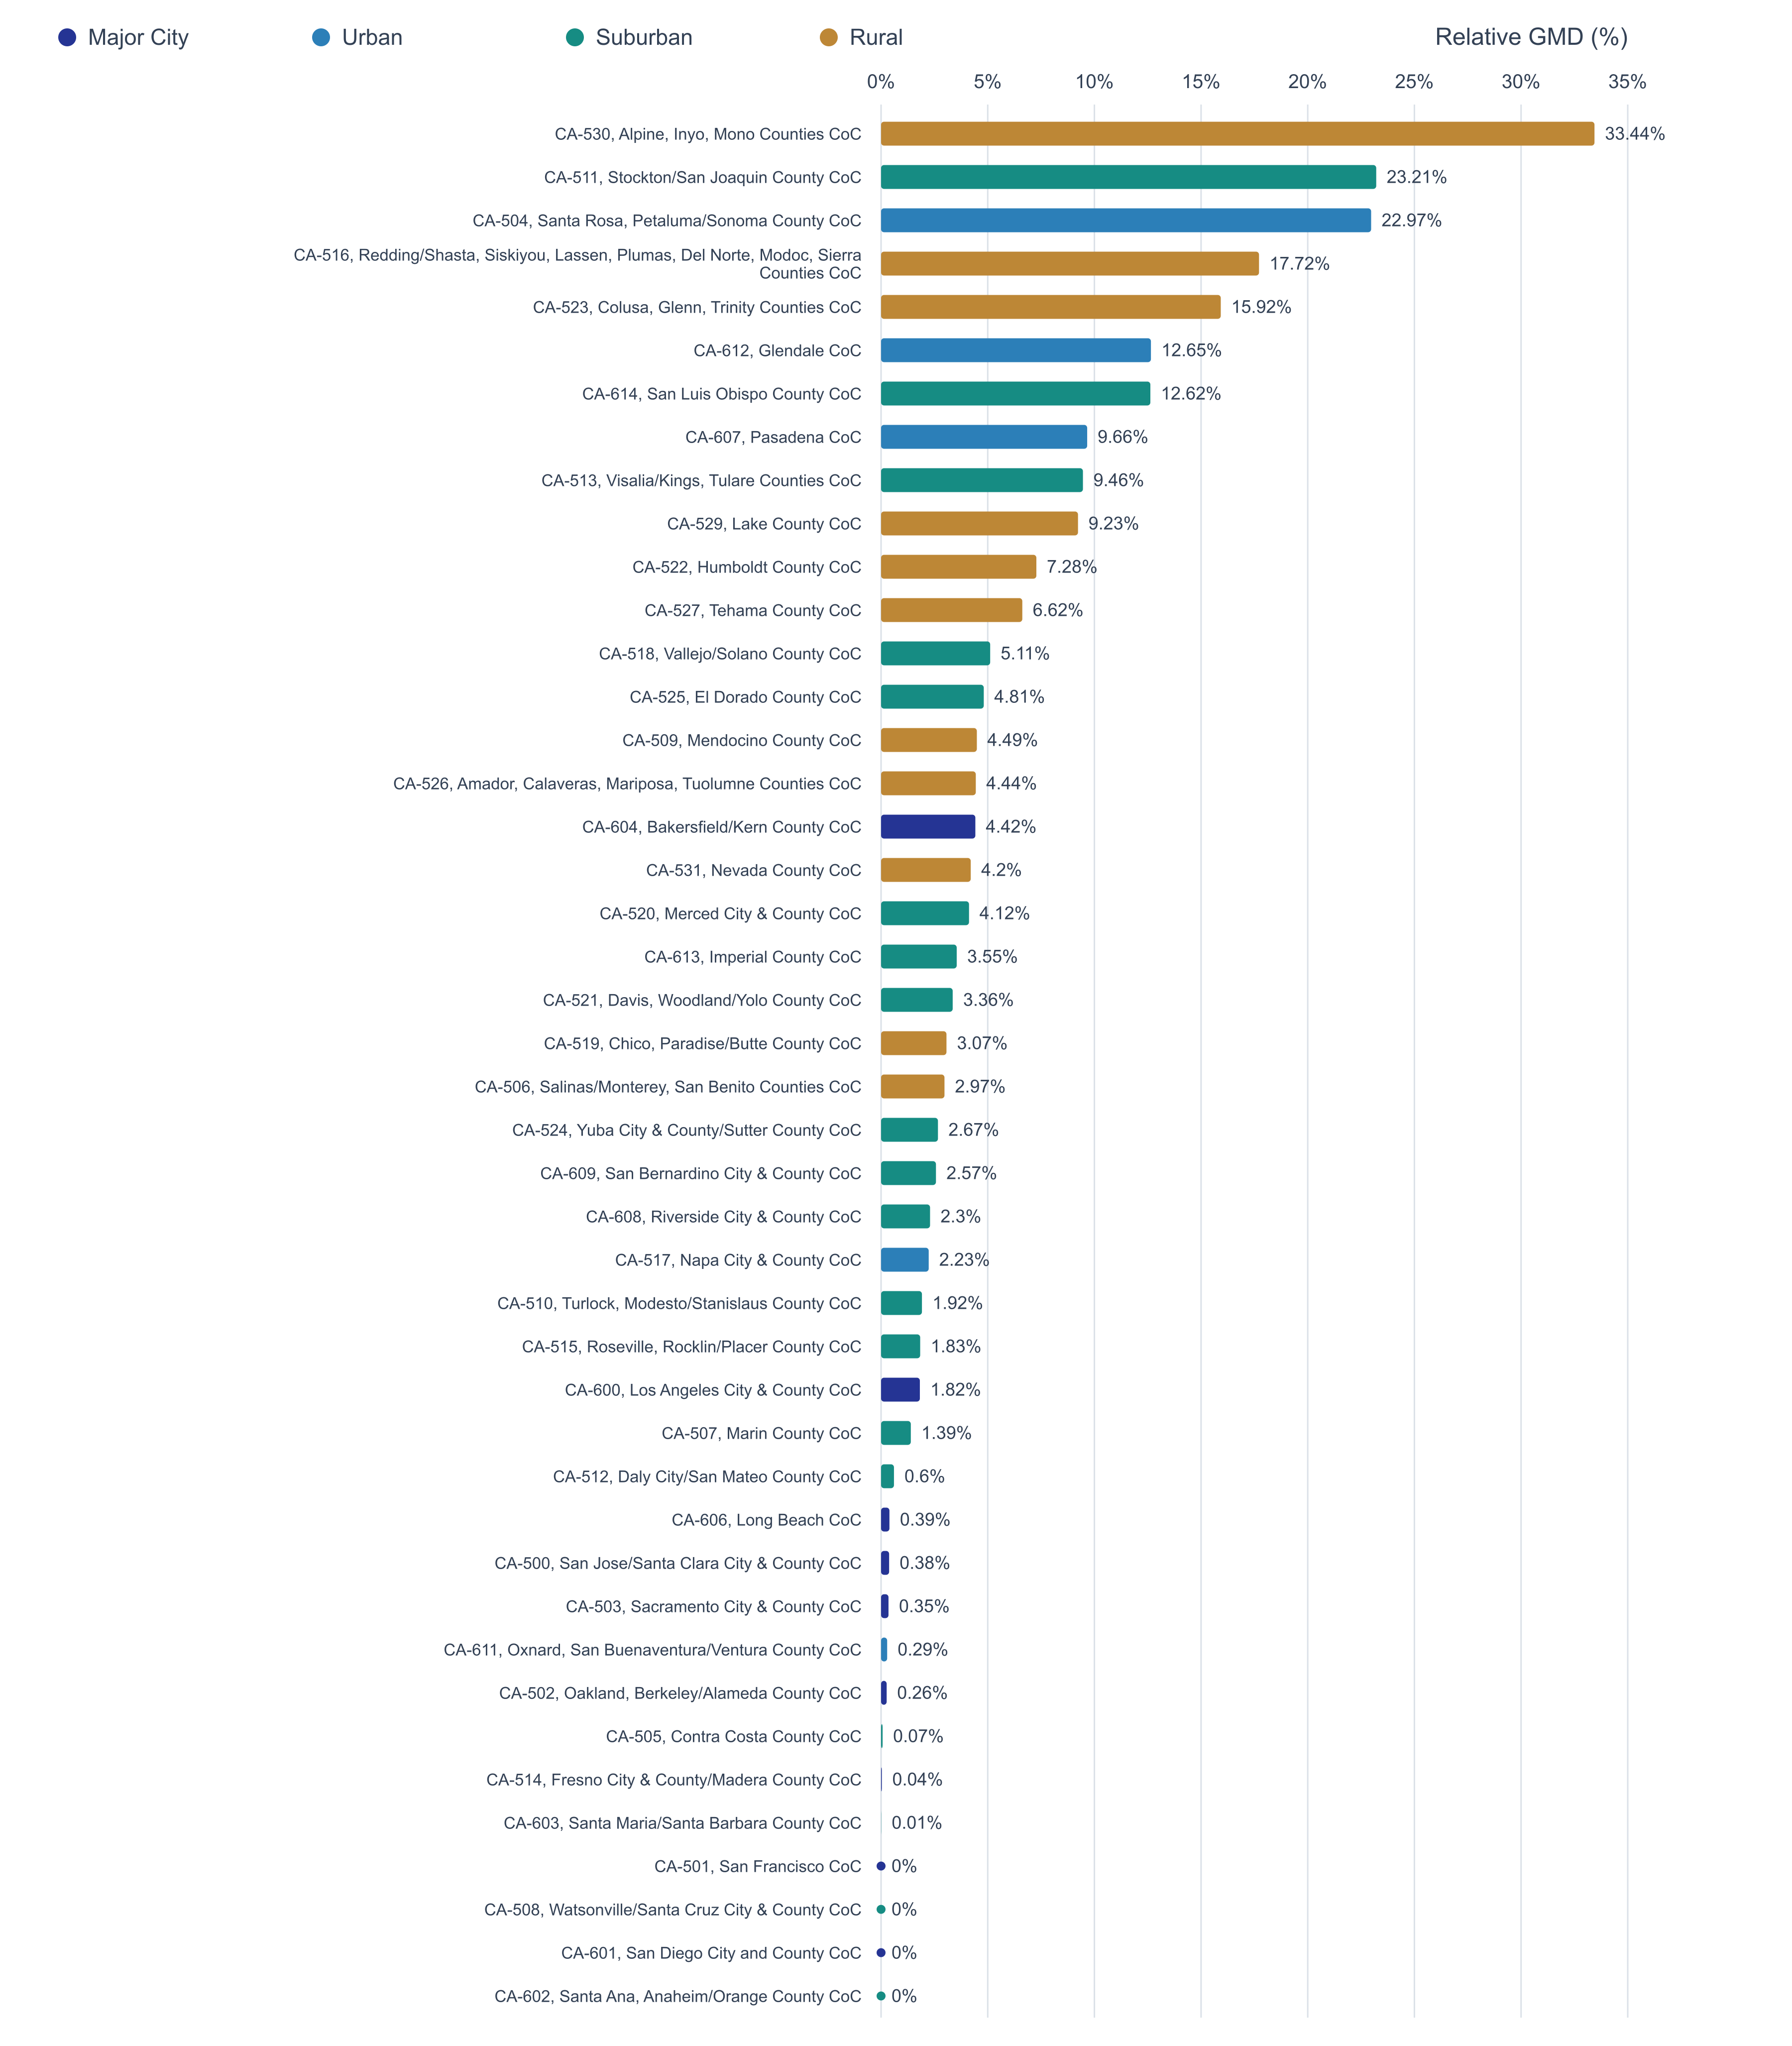 Major City
Urban
Suburban
Rural
Relative GMD (%)
0% 5% 10% 15% 20% 25% 30% 35%
CA-530, Alpine, Inyo, Mono Counties CoC 33.44%
CA-511, Stockton/San Joaquin County CoC 23.21%
CA-504, Santa Rosa, Petaluma/Sonoma County CoC 22.97%
CA-516, Redding/Shasta, Siskiyou, Lassen, Plumas, Del Norte, Modoc, Sierra
Counties CoC 17.72%
CA-523, Colusa, Glenn, Trinity Counties CoC 15.92%
CA-612, Glendale CoC 12.65%
CA-614, San Luis Obispo County CoC 12.62%
CA-607, Pasadena CoC 9.66%
CA-513, Visalia/Kings, Tulare Counties CoC 9.46%
CA-529, Lake County CoC 9.23%
CA-522, Humboldt County CoC 7.28%
CA-527, Tehama County CoC 6.62%
CA-518, Vallejo/Solano County CoC 5.11%
CA-525, El Dorado County CoC 4.81%
CA-509, Mendocino County CoC 4.49%
CA-526, Amador, Calaveras, Mariposa, Tuolumne Counties CoC 4.44%
CA-604, Bakersfield/Kern County CoC 4.42%
CA-531, Nevada County CoC 4.2%
CA-520, Merced City & County CoC 4.12%
CA-613, Imperial County CoC 3.55%
CA-521, Davis, Woodland/Yolo County CoC 3.36%
CA-519, Chico, Paradise/Butte County CoC 3.07%
CA-506, Salinas/Monterey, San Benito Counties CoC 2.97%
CA-524, Yuba City & County/Sutter County CoC 2.67%
CA-609, San Bernardino City & County CoC 2.57%
CA-608, Riverside City & County CoC 2.3%
CA-517, Napa City & County CoC 2.23%
CA-510, Turlock, Modesto/Stanislaus County CoC 1.92%
CA-515, Roseville, Rocklin/Placer County CoC 1.83%
CA-600, Los Angeles City & County CoC 1.82%
CA-507, Marin County CoC 1.39%
CA-512, Daly City/San Mateo County CoC 0.6%
CA-606, Long Beach CoC 0.39%
CA-500, San Jose/Santa Clara City & County CoC 0.38%
CA-503, Sacramento City & County CoC 0.35%
CA-611, Oxnard, San Buenaventura/Ventura County CoC 0.29%
CA-502, Oakland, Berkeley/Alameda County CoC 0.26%
CA-505, Contra Costa County CoC 0.07%
CA-514, Fresno City & County/Madera County CoC 0.04%
CA-603, Santa Maria/Santa Barbara County CoC 0.01%
CA-501, San Francisco CoC 0%
CA-508, Watsonville/Santa Cruz City & County CoC 0%
CA-601, San Diego City and County CoC 0%
CA-602, Santa Ana, Anaheim/Orange County CoC 0%